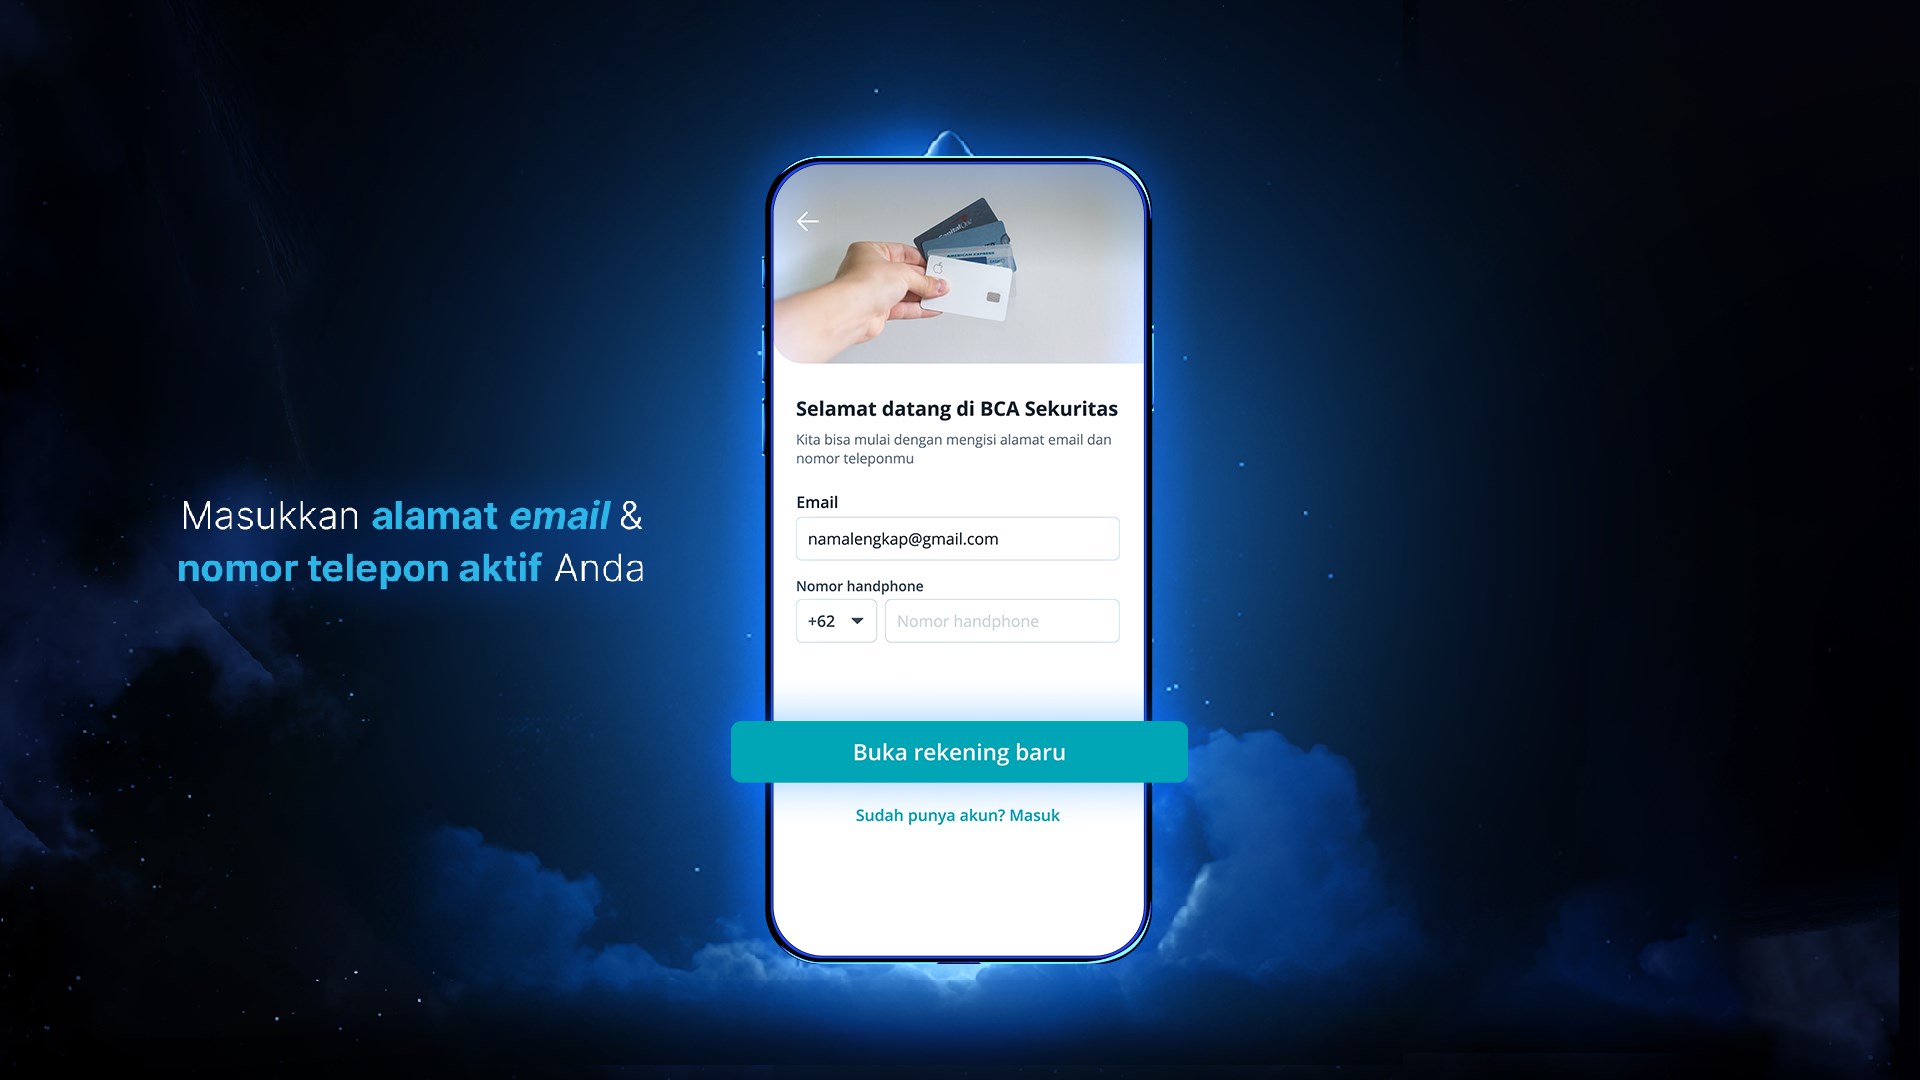 Masukkan alamat email &
nomor telepon aktif Anda
AMERICAN EXPRESS
Selamat datang di BCA Sekuritas
Kita bisa mulai dengan mengisi alamat email dan
nomor teleponmu
Email
namalengkap@gmail.com
Nomor handphone
+62
Nomor handphone
Buka rekening baru
Sudah punya akun? Masuk